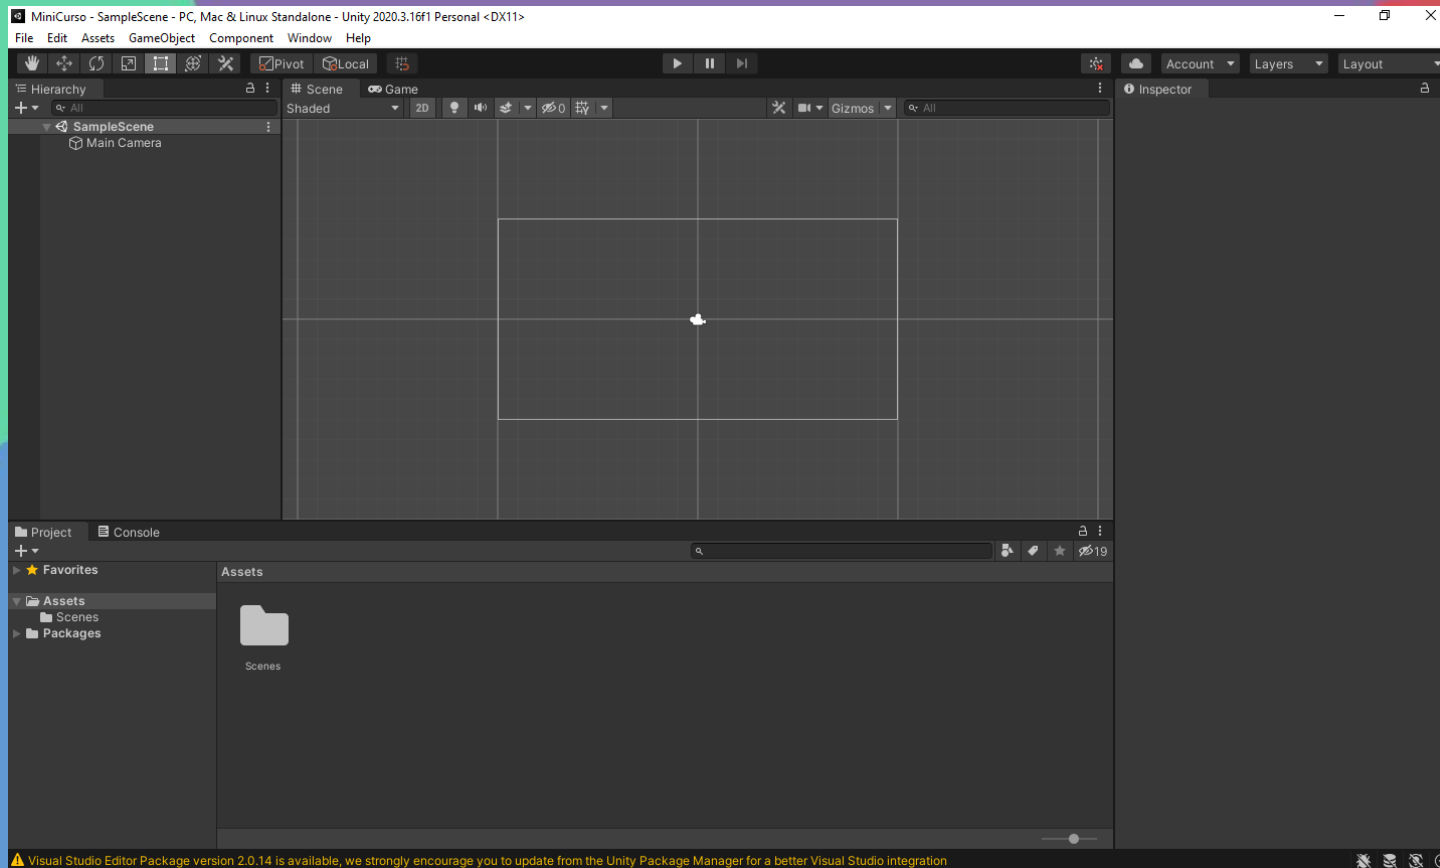 MiniCurso - SampleScene - PC, Mac & Linux Standalone - Unity 2020.3.16f1 Personal <DX11>
File Edit Assets GameObject Component Window Help
Pivot Local Account Layers Layout
Hierarchy Scene Game Inspector
All Shaded 2D 0 Gizmos All
SampleScene
Main Camera
Project Console
19
Favorites Assets
Assets
Scenes
Packages
Scenes
Visual Studio Editor Package version 2.0.14 is available, we strongly encourage you to update from the Unity Package Manager for a better Visual Studio integration